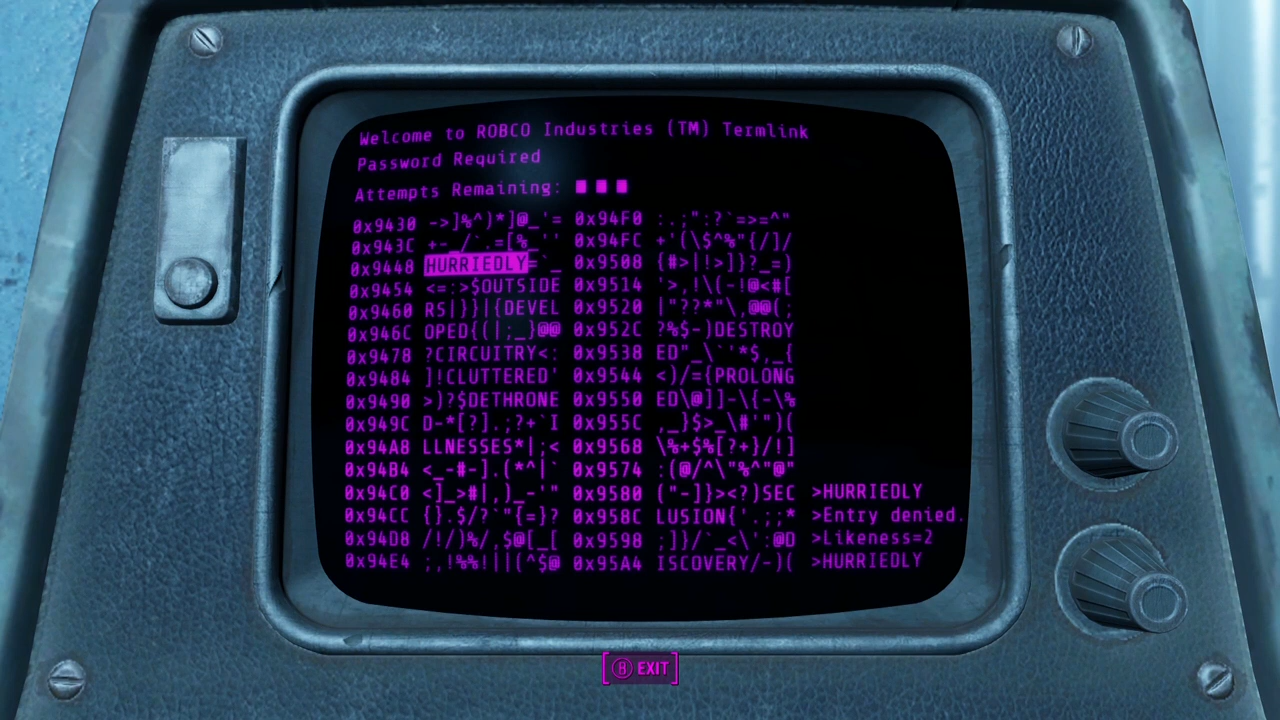 Welcome to ROBCO Industries (TM) Termlink
Password Required
Attempts Remaining: ■ ■ ■
0x9430 ->]%^)*]@_'= 0x94F0 :.;":?`=>=^"
0x943C +-_/`.=[%_'' 0x94FC +'(\$^%"{/]/
0x9448 HURRIEDLY=`_ 0x9508 {#>|!>]}?_=)
0x9454 <=:>$OUTSIDE 0x9514 '>,!\(-!@<#[
0x9460 RS|}}|{DEVEL 0x9520 |"??*"\,@@(;
0x946C OPED{(|;_}@@ 0x952C ?%$-)DESTROY
0x9478 ?CIRCUITRY<: 0x9538 ED"_\`'*$,_{
0x9484 ]!CLUTTERED' 0x9544 <)/={PROLONG
0x9490 >)?$DETHRONE 0x9550 ED\@]]-\{-\%
0x949C D-*[?].;?+`I 0x955C ,_}$>_\#'")(
0x94A8 LLNESSES*|;< 0x9568 \%+$%[?+}/!]
0x94B4 <_-#-].(*^|` 0x9574 :(@/^\"%^"@"
0x94C0 <]_>#|,)_-'" 0x9580 ("-]}><?)SEC >HURRIEDLY
0x94CC {}.$/?`"{=}? 0x958C LUSION{'.;;* >Entry denied.
0x94D8 /!/)%/,$@[_[ 0x9598 ;]}/`_<\':@D >Likeness=2
0x94E4 ;,!%%!||(^$@ 0x95A4 ISCOVERY/-)( >HURRIEDLY
B EXIT